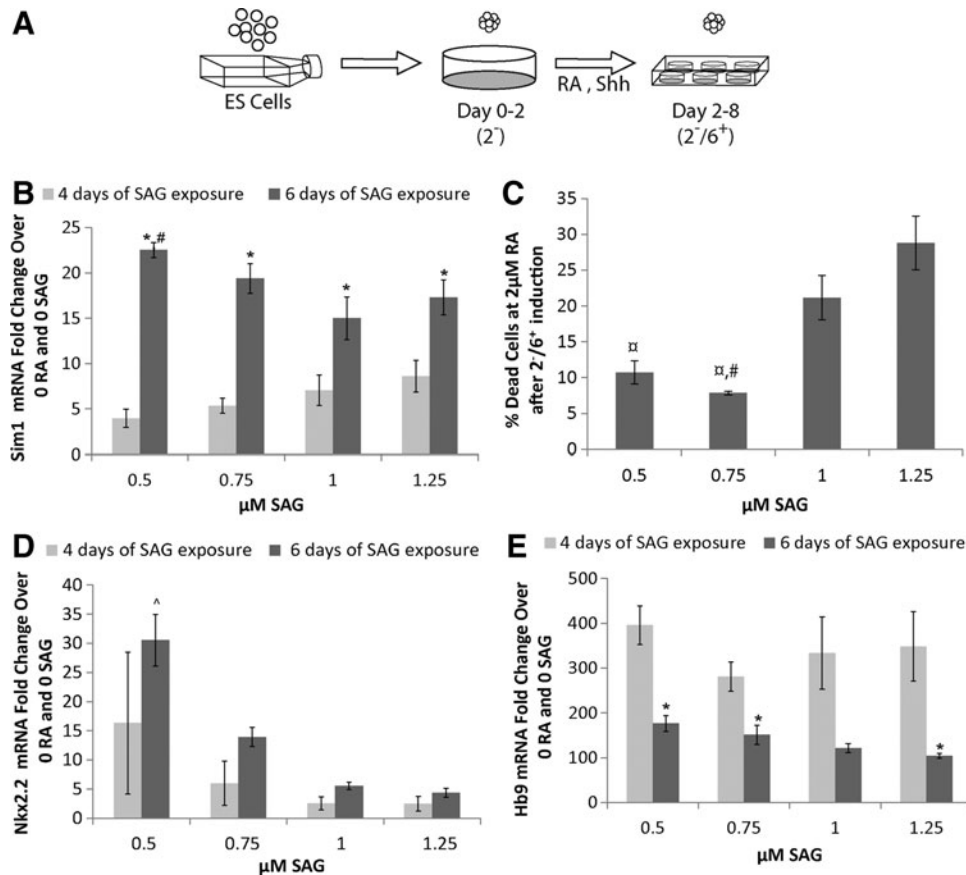 A
ES Cells
Day 0-2
(2⁻)
RA , Shh
Day 2-8
(2⁻/6⁺)
B
4 days of SAG exposure
6 days of SAG exposure
Sim1 mRNA Fold Change Over
0 RA and 0 SAG
25
20
15
10
5
0
*,#
*
*
*
0.5
0.75
1
1.25
µM SAG
C
% Dead Cells at 2µM RA
after 2⁻/6⁺ induction
35
30
25
20
15
10
5
0
¤
¤,#
0.5
0.75
1
1.25
µM SAG
D
4 days of SAG exposure
6 days of SAG exposure
Nkx2.2 mRNA Fold Change Over
0 RA and 0 SAG
40
35
30
25
20
15
10
5
0
^
0.5
0.75
1
1.25
µM SAG
E
4 days of SAG exposure
6 days of SAG exposure
Hb9 mRNA Fold Change Over
0 RA and 0 SAG
500
400
300
200
100
0
*
*
*
0.5
0.75
1
1.25
µM SAG